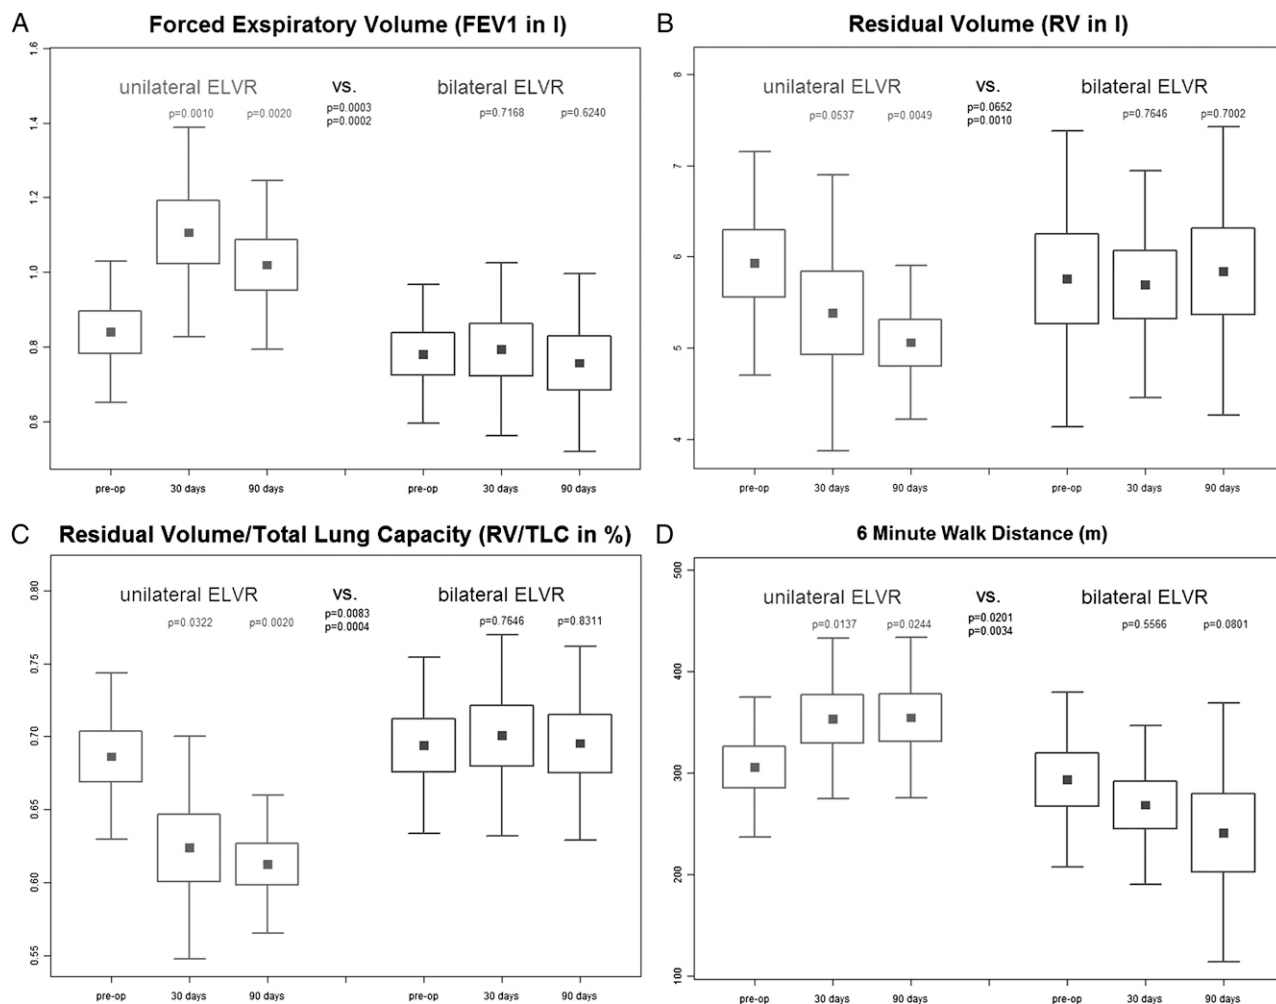 A
Forced Exspiratory Volume (FEV1 in l)
1.6
1.4
1.2
1.0
0.8
0.6
unilateral ELVR
vs.
bilateral ELVR
p=0.0010
p=0.0020
p=0.0003
p=0.0002
p=0.7168
p=0.6240
pre-op
30 days
90 days
pre-op
30 days
90 days
B
Residual Volume (RV in l)
8
7
6
5
4
unilateral ELVR
vs.
bilateral ELVR
p=0.0537
p=0.0049
p=0.0652
p=0.0010
p=0.7646
p=0.7002
pre-op
30 days
90 days
pre-op
30 days
90 days
C
Residual Volume/Total Lung Capacity (RV/TLC in %)
0.80
0.75
0.70
0.65
0.60
0.55
unilateral ELVR
vs.
bilateral ELVR
p=0.0322
p=0.0020
p=0.0083
p=0.0004
p=0.7646
p=0.8311
pre-op
30 days
90 days
pre-op
30 days
90 days
D
6 Minute Walk Distance (m)
500
400
300
200
100
unilateral ELVR
vs.
bilateral ELVR
p=0.0137
p=0.0244
p=0.0201
p=0.0034
p=0.5566
p=0.0801
pre-op
30 days
90 days
pre-op
30 days
90 days